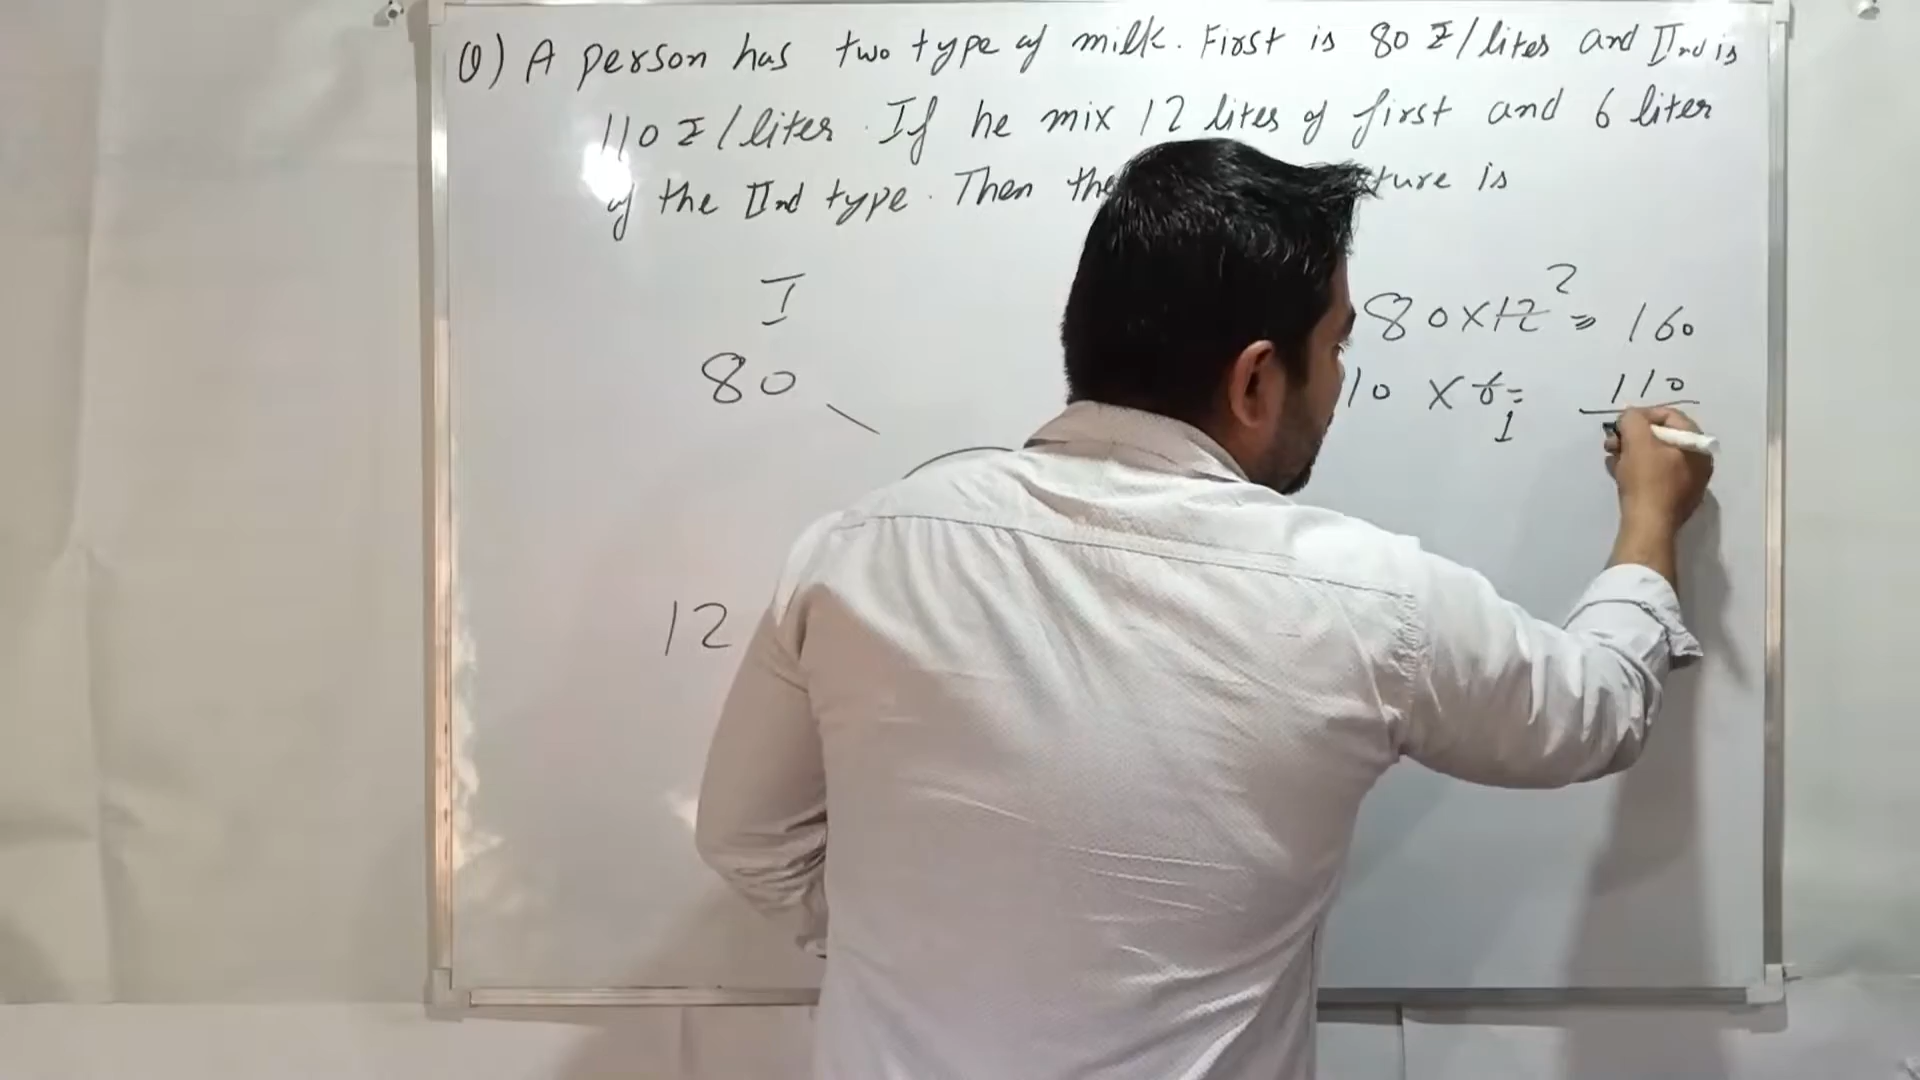 Q) A person has two type of milk. First is 80 ₹/liter and IInd is
110 ₹/liter. If he mix 12 liter of first and 6 liter
of the IInd type. Then the is
I
80
12
80 x 12 2 = 160
10 x 6 = 110
1